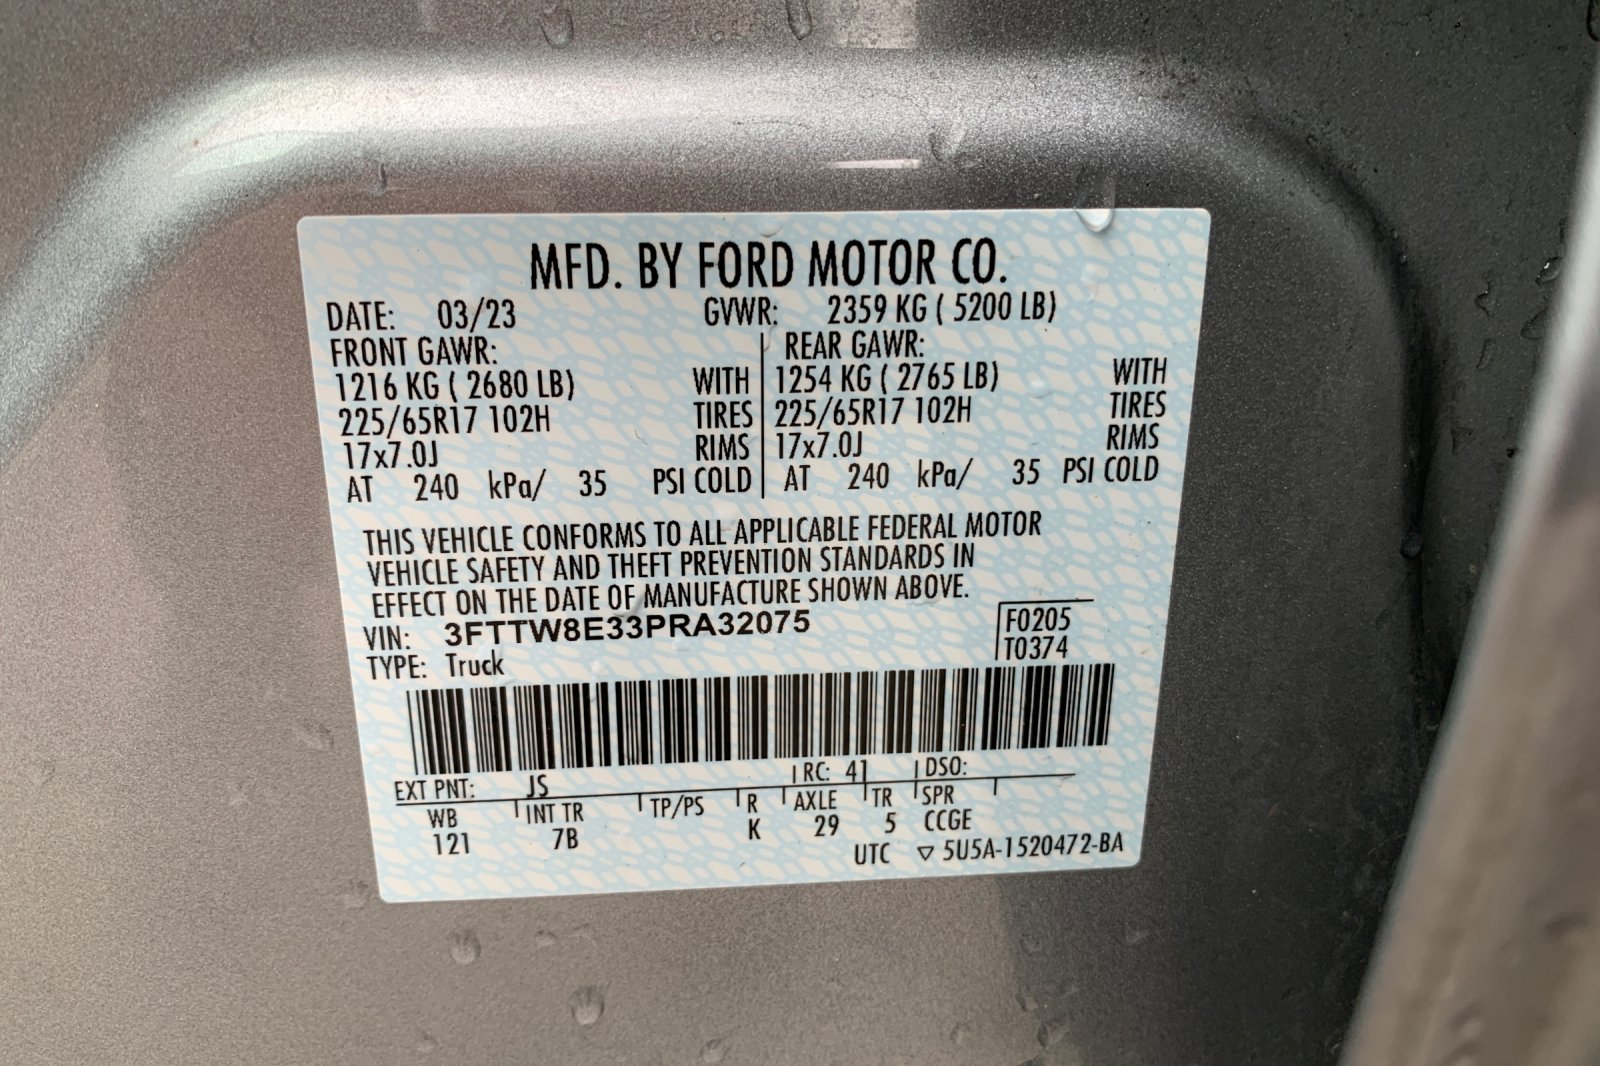 MFD. BY FORD MOTOR CO.
DATE: 03/23 GVWR: 2359 KG ( 5200 LB)
FRONT GAWR: REAR GAWR:
1216 KG ( 2680 LB) WITH 1254 KG ( 2765 LB) WITH
225/65R17 102H TIRES 225/65R17 102H TIRES
17x7.0J RIMS 17x7.0J RIMS
AT 240 kPa/ 35 PSI COLD AT 240 kPa/ 35 PSI COLD
THIS VEHICLE CONFORMS TO ALL APPLICABLE FEDERAL MOTOR
VEHICLE SAFETY AND THEFT PREVENTION STANDARDS IN
EFFECT ON THE DATE OF MANUFACTURE SHOWN ABOVE.
VIN: 3FTTW8E33PRA32075 F0205
TYPE: Truck T0374
EXT PNT: JS RC: 41 DSO:
WB INT TR TP/PS R AXLE TR SPR
121 7B K 29 5 CCGE
UTC ▽ 5U5A-1520472-BA